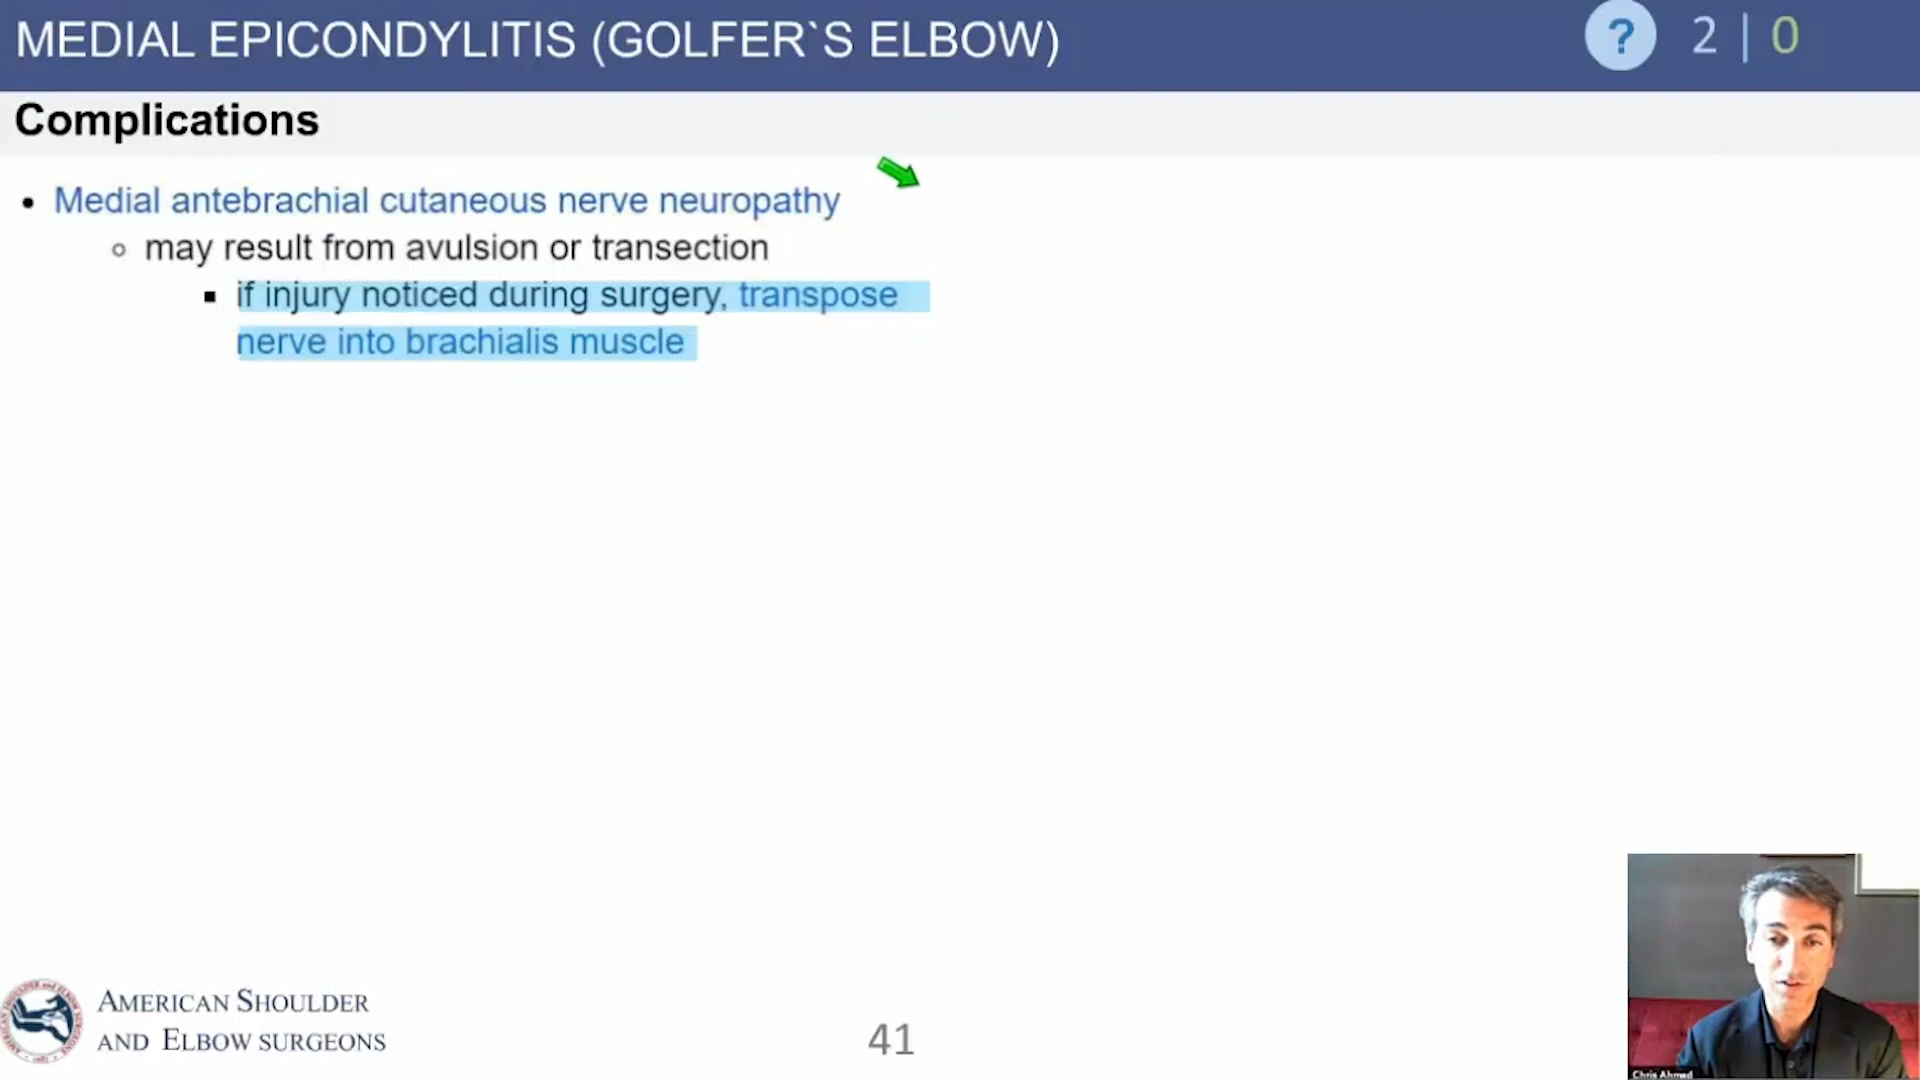 MEDIAL EPICONDYLITIS (GOLFER`S ELBOW)
? 2 | 0
Complications
• Medial antebrachial cutaneous nerve neuropathy
○ may result from avulsion or transection
▪ if injury noticed during surgery, transpose
nerve into brachialis muscle
AMERICAN SHOULDER
AND ELBOW SURGEONS
41
Chris Ahmad